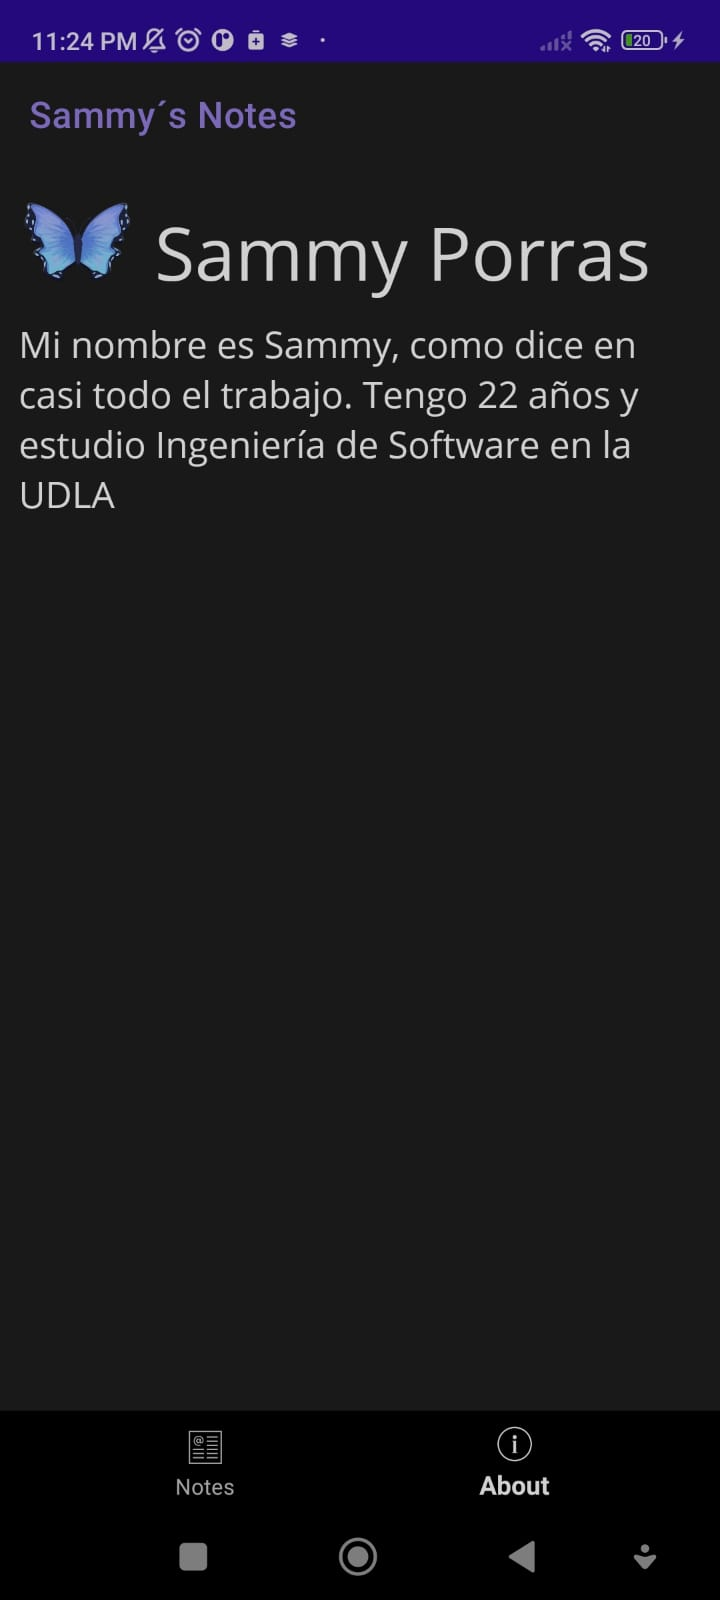 11:24 PM
20
Sammy´s Notes
Sammy Porras
Mi nombre es Sammy, como dice en
casi todo el trabajo. Tengo 22 años y
estudio Ingeniería de Software en la
UDLA
Notes
About